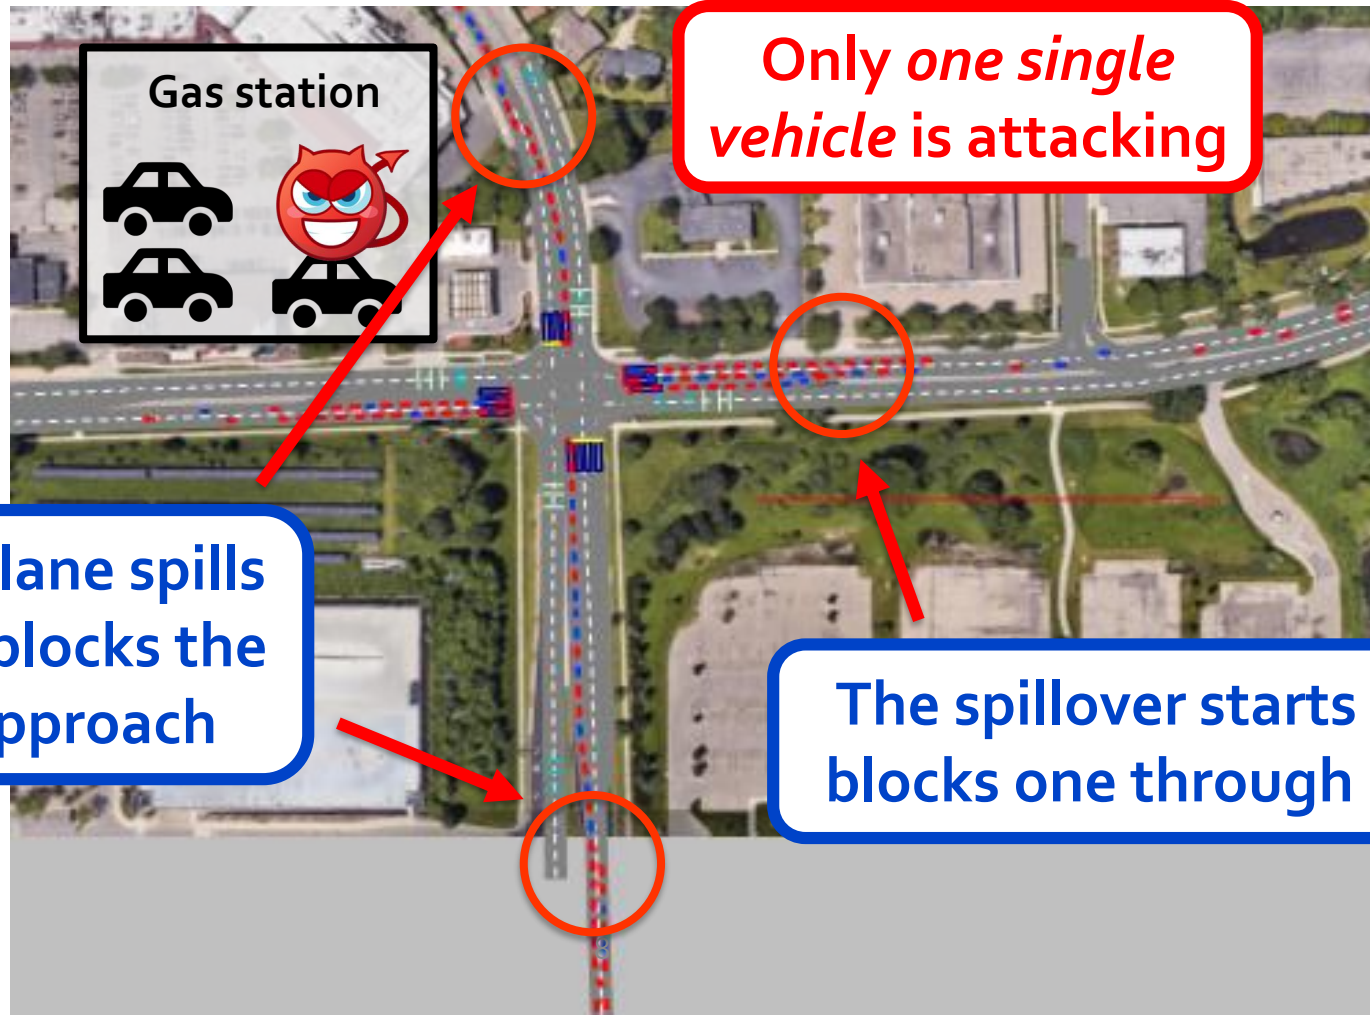 Gas station
Only one single
vehicle is attacking
lane spills
blocks the
pproach
The spillover starts
blocks one through